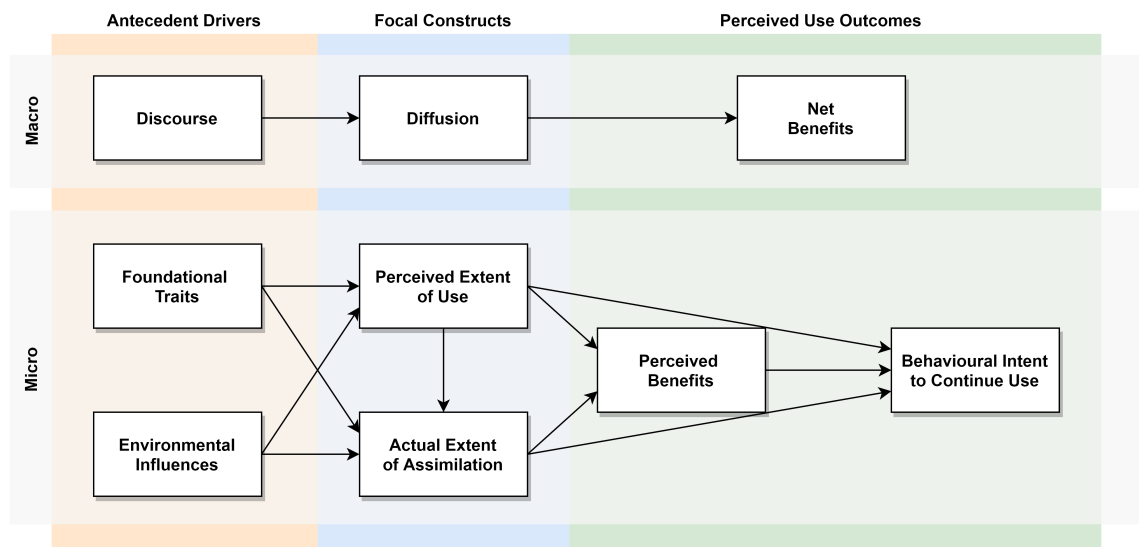 Antecedent Drivers
Focal Constructs
Perceived Use Outcomes
Macro
Discourse
Diffusion
Net
Benefits
Micro
Foundational
Traits
Perceived Extent
of Use
Perceived
Benefits
Behavioural Intent
to Continue Use
Environmental
Influences
Actual Extent
of Assimilation